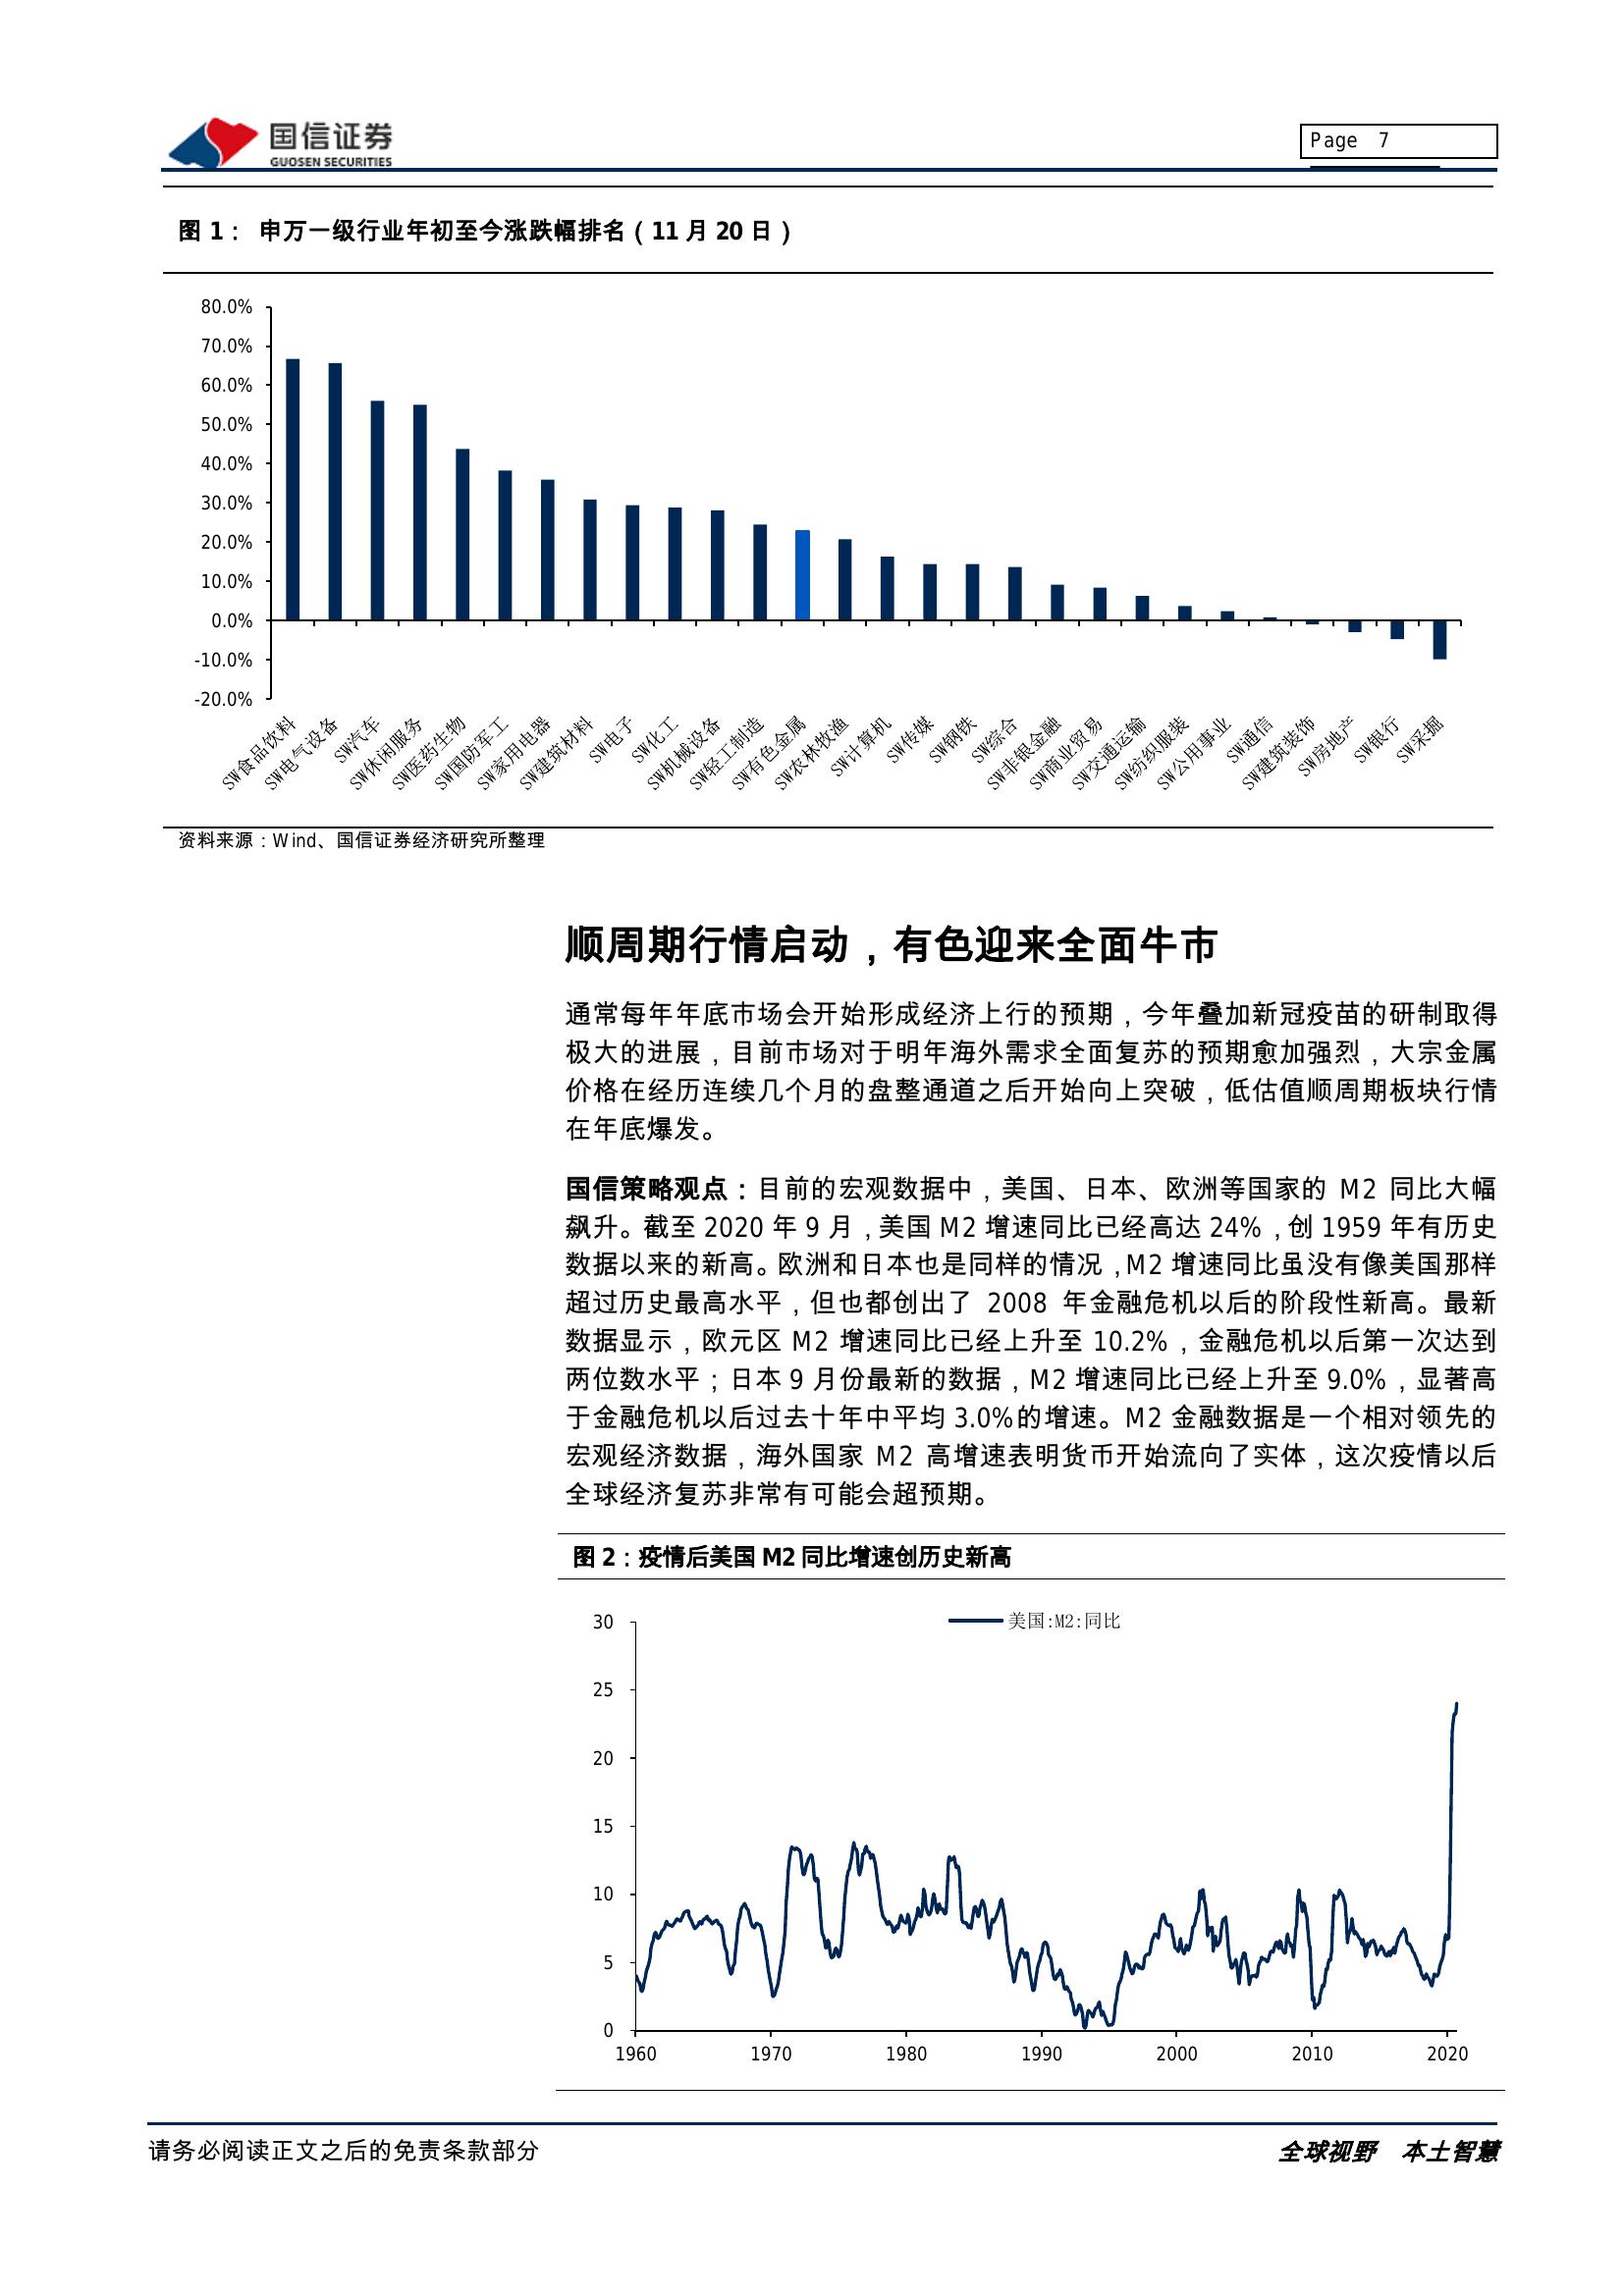 国信证券
GUOSEN SECURITIES
Page 7
图 1： 申万一级行业年初至今涨跌幅排名（11 月 20 日）
80.0%
70.0%
60.0%
50.0%
40.0%
30.0%
20.0%
10.0%
0.0%
-10.0%
-20.0%
SW食品饮料
SW电气设备
SW汽车
SW休闲服务
SW医药生物
SW国防军工
SW家用电器
SW建筑材料
SW电子
SW化工
SW机械设备
SW轻工制造
SW有色金属
SW农林牧渔
SW计算机
SW传媒
SW钢铁
SW综合
SW非银金融
SW商业贸易
SW交通运输
SW纺织服装
SW公用事业
SW通信
SW建筑装饰
SW房地产
SW银行
SW采掘
资料来源：Wind、国信证券经济研究所整理
顺周期行情启动，有色迎来全面牛市
通常每年年底市场会开始形成经济上行的预期，今年叠加新冠疫苗的研制取得
极大的进展，目前市场对于明年海外需求全面复苏的预期愈加强烈，大宗金属
价格在经历连续几个月的盘整通道之后开始向上突破，低估值顺周期板块行情
在年底爆发。
国信策略观点：目前的宏观数据中，美国、日本、欧洲等国家的 M2 同比大幅
飙升。截至 2020 年 9 月，美国 M2 增速同比已经高达 24%，创 1959 年有历史
数据以来的新高。欧洲和日本也是同样的情况，M2 增速同比虽没有像美国那样
超过历史最高水平，但也都创出了 2008 年金融危机以后的阶段性新高。最新
数据显示，欧元区 M2 增速同比已经上升至 10.2%，金融危机以后第一次达到
两位数水平；日本 9 月份最新的数据，M2 增速同比已经上升至 9.0%，显著高
于金融危机以后过去十年中平均 3.0%的增速。M2 金融数据是一个相对领先的
宏观经济数据，海外国家 M2 高增速表明货币开始流向了实体，这次疫情以后
全球经济复苏非常有可能会超预期。
图 2：疫情后美国 M2 同比增速创历史新高
美国:M2:同比
30
25
20
15
10
5
0
1960 1970 1980 1990 2000 2010 2020
请务必阅读正文之后的免责条款部分
全球视野 本土智慧